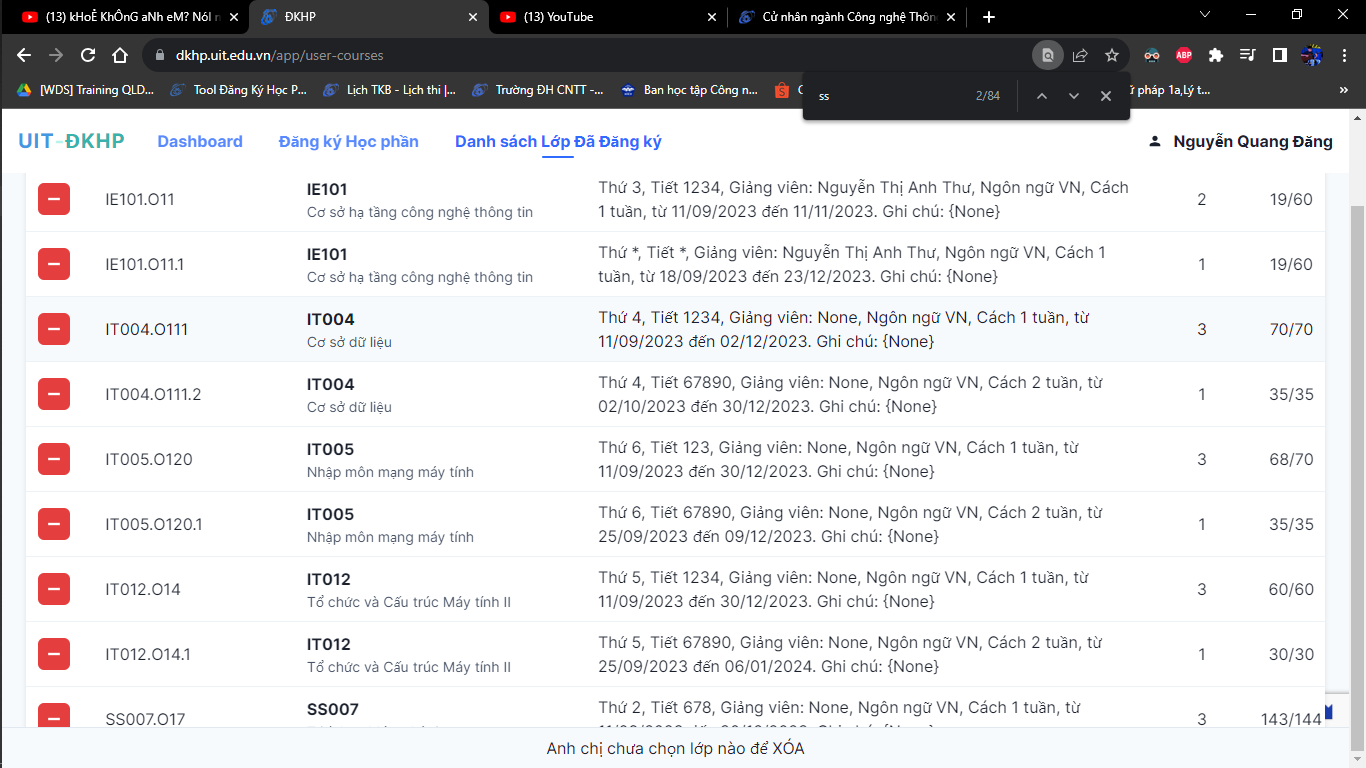 (13) kHoẺ KhÔnG aNh eM? NóI
ĐKHP
(13) YouTube
Cử nhân ngành Công nghệ Thôn
dkhp.uit.edu.vn/app/user-courses
ABP
[WDS] Training QLD...
Tool Đăng Ký Học P...
Lịch TKB - Lịch thi |...
Trường ĐH CNTT -...
Ban học tập Công n...
pháp 1a,Lý t...
ss
2/84
UIT-ĐKHP
Dashboard
Đăng ký Học phần
Danh sách Lớp Đã Đăng ký
Nguyễn Quang Đăng
IE101.O11
IE101
Cơ sở hạ tầng công nghệ thông tin
Thứ 3, Tiết 1234, Giảng viên: Nguyễn Thị Anh Thư, Ngôn ngữ VN, Cách
1 tuần, từ 11/09/2023 đến 11/11/2023. Ghi chú: {None}
2
19/60
IE101.O11.1
IE101
Cơ sở hạ tầng công nghệ thông tin
Thứ *, Tiết *, Giảng viên: Nguyễn Thị Anh Thư, Ngôn ngữ VN, Cách 1
tuần, từ 18/09/2023 đến 23/12/2023. Ghi chú: {None}
1
19/60
IT004.O111
IT004
Cơ sở dữ liệu
Thứ 4, Tiết 1234, Giảng viên: None, Ngôn ngữ VN, Cách 1 tuần, từ
11/09/2023 đến 02/12/2023. Ghi chú: {None}
3
70/70
IT004.O111.2
IT004
Cơ sở dữ liệu
Thứ 4, Tiết 67890, Giảng viên: None, Ngôn ngữ VN, Cách 2 tuần, từ
02/10/2023 đến 30/12/2023. Ghi chú: {None}
1
35/35
IT005.O120
IT005
Nhập môn mạng máy tính
Thứ 6, Tiết 123, Giảng viên: None, Ngôn ngữ VN, Cách 1 tuần, từ
11/09/2023 đến 30/12/2023. Ghi chú: {None}
3
68/70
IT005.O120.1
IT005
Nhập môn mạng máy tính
Thứ 6, Tiết 67890, Giảng viên: None, Ngôn ngữ VN, Cách 2 tuần, từ
25/09/2023 đến 09/12/2023. Ghi chú: {None}
1
35/35
IT012.O14
IT012
Tổ chức và Cấu trúc Máy tính II
Thứ 5, Tiết 1234, Giảng viên: None, Ngôn ngữ VN, Cách 1 tuần, từ
11/09/2023 đến 30/12/2023. Ghi chú: {None}
3
60/60
IT012.O14.1
IT012
Tổ chức và Cấu trúc Máy tính II
Thứ 5, Tiết 67890, Giảng viên: None, Ngôn ngữ VN, Cách 2 tuần, từ
25/09/2023 đến 06/01/2024. Ghi chú: {None}
1
30/30
SS007.O17
SS007
Thứ 2, Tiết 678, Giảng viên: None, Ngôn ngữ VN, Cách 1 tuần, từ
3
143/144
Anh chị chưa chọn lớp nào để XÓA